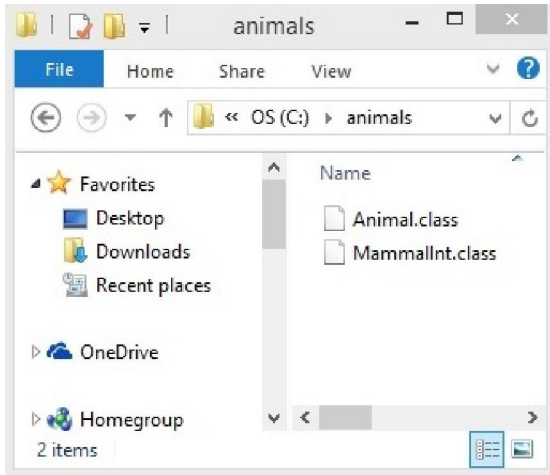 animals
File Home Share View
« OS (C:) animals
Favorites
Desktop
Downloads
Recent places
OneDrive
Homegroup
Name
Animal.class
MammalInt.class
2 items